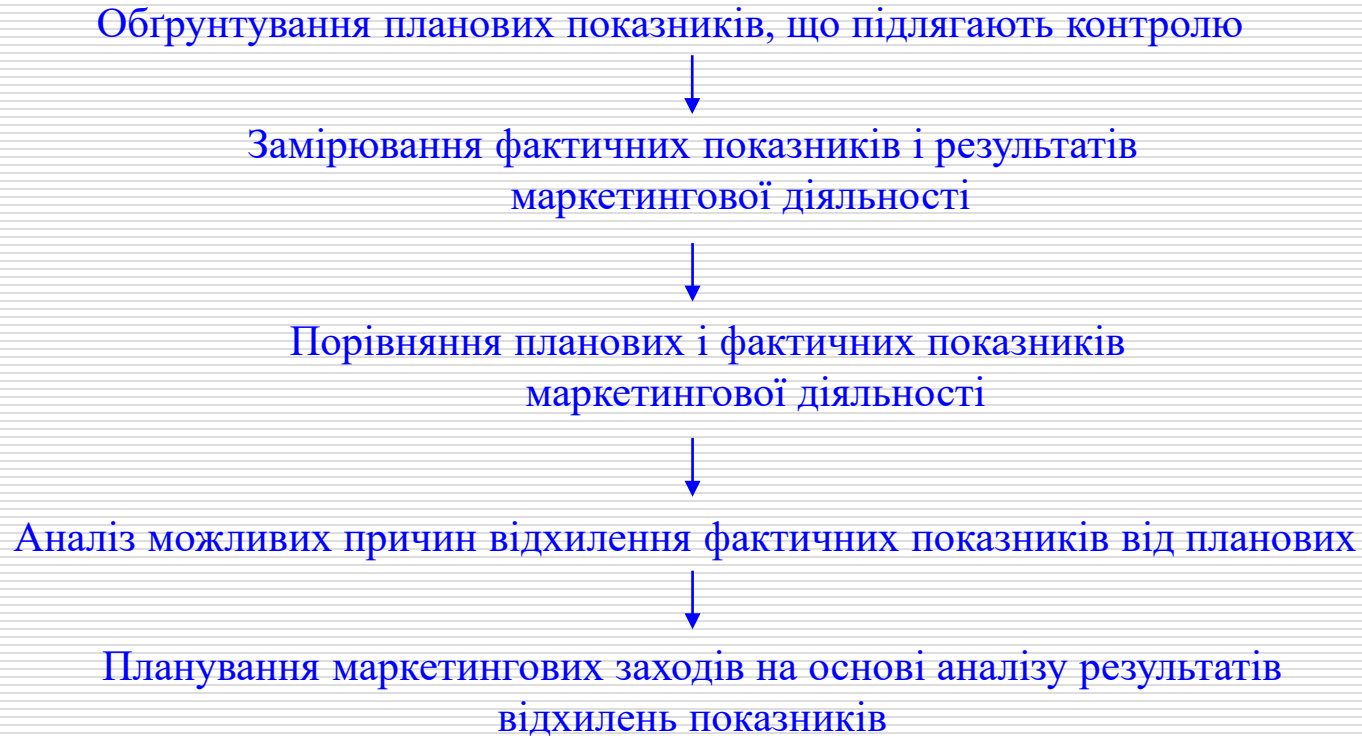 Обґрунтування планових показників, що підлягають контролю
Замірювання фактичних показників і результатів
маркетингової діяльності
Порівняння планових і фактичних показників
маркетингової діяльності
Аналіз можливих причин відхилення фактичних показників від планових
Планування маркетингових заходів на основі аналізу результатів
відхилень показників